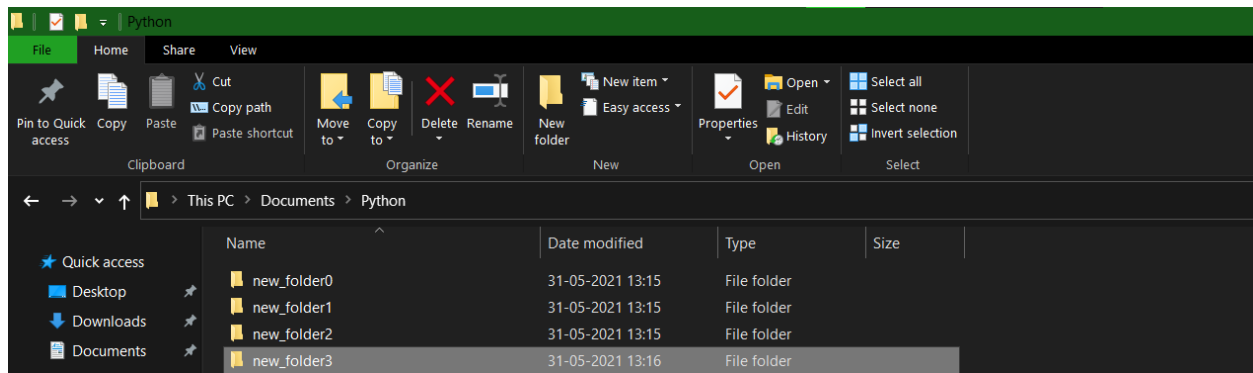 Python
File Home Share View
Pin to Quick access
Copy
Paste
Cut
Copy path
Paste shortcut
Clipboard
Move to
Copy to
Delete
Rename
Organize
New folder
New item
Easy access
New
Properties
Open
Edit
History
Open
Select all
Select none
Invert selection
Select
This PC > Documents > Python
Quick access
Desktop
Downloads
Documents
Name Date modified Type Size
new_folder0 31-05-2021 13:15 File folder
new_folder1 31-05-2021 13:15 File folder
new_folder2 31-05-2021 13:15 File folder
new_folder3 31-05-2021 13:16 File folder